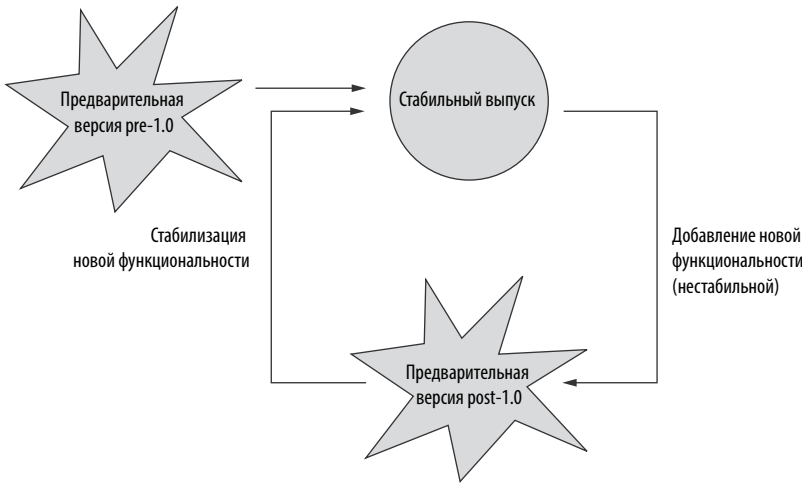 Предварительная
версия pre-1.0
Стабильный выпуск
Стабилизация
новой функциональности
Добавление новой
функциональности
(нестабильной)
Предварительная
версия post-1.0